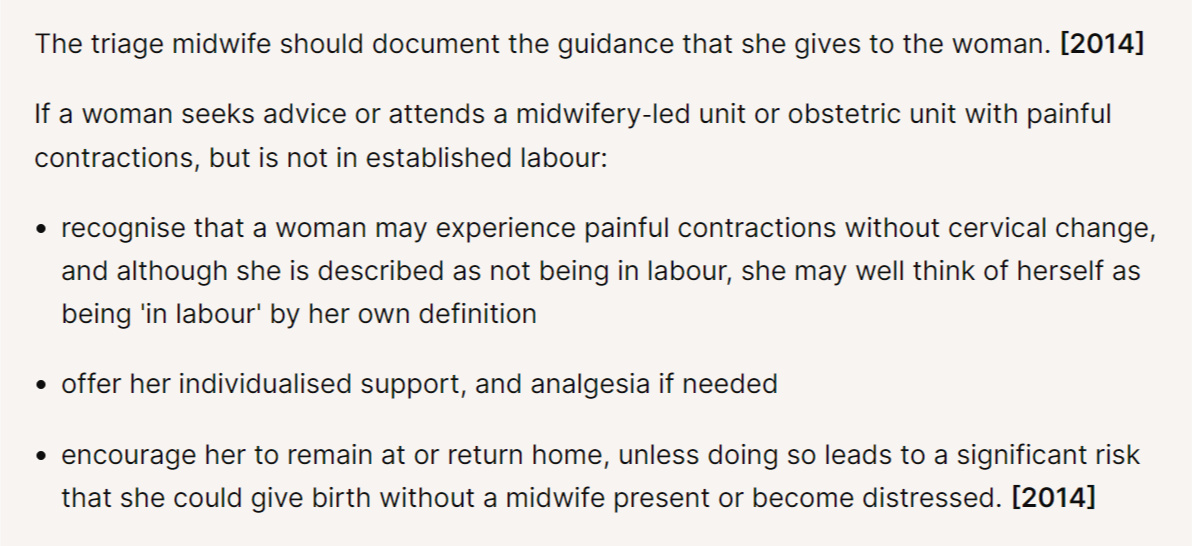 The triage midwife should document the guidance that she gives to the woman. [2014]
If a woman seeks advice or attends a midwifery-led unit or obstetric unit with painful
contractions, but is not in established labour:
• recognise that a woman may experience painful contractions without cervical change,
and although she is described as not being in labour, she may well think of herself as
being 'in labour' by her own definition
• offer her individualised support, and analgesia if needed
• encourage her to remain at or return home, unless doing so leads to a significant risk
that she could give birth without a midwife present or become distressed. [2014]